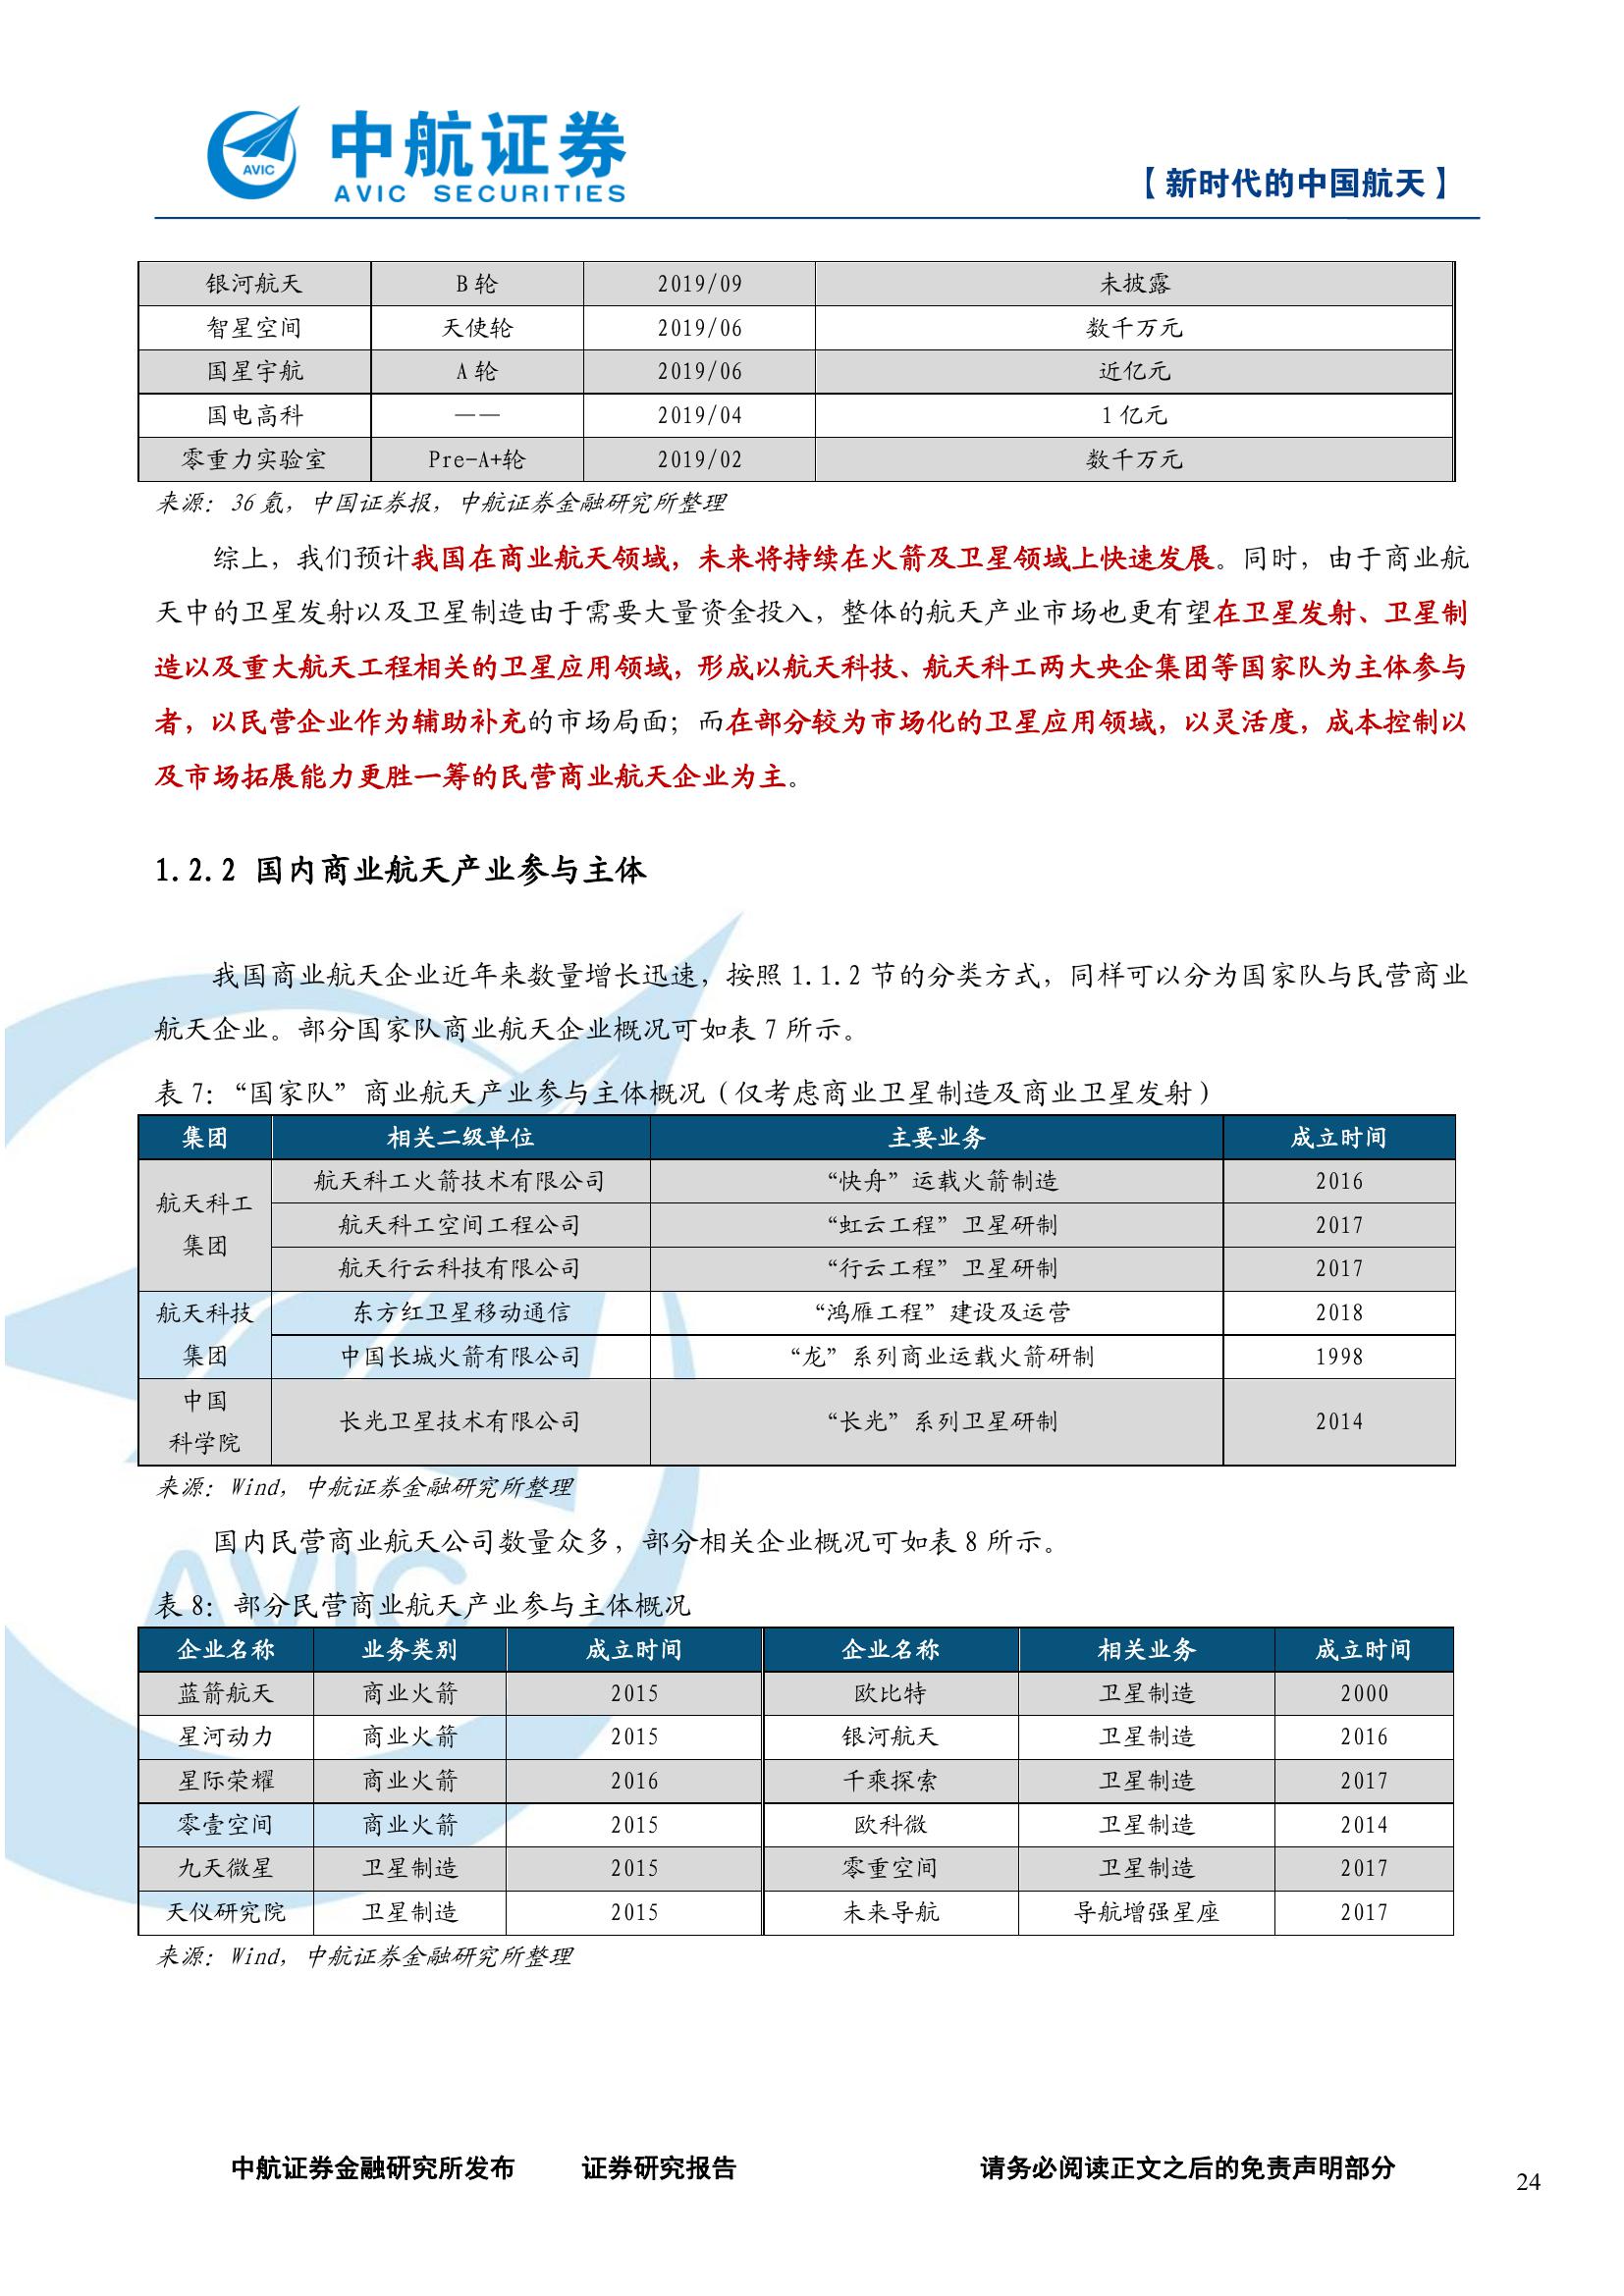 AVIC
中航证券
AVIC SECURITIES
【新时代的中国航天】
银河航天 B 轮 2019/09 未披露
智星空间 天使轮 2019/06 数千万元
国星宇航 A 轮 2019/06 近亿元
国电高科 —— 2019/04 1 亿元
零重力实验室 Pre-A+轮 2019/02 数千万元
来源：36 氪，中国证券报，中航证券金融研究所整理
综上，我们预计我国在商业航天领域，未来将持续在火箭及卫星领域上快速发展。同时，由于商业航
天中的卫星发射以及卫星制造由于需要大量资金投入，整体的航天产业市场也更有望在卫星发射、卫星制
造以及重大航天工程相关的卫星应用领域，形成以航天科技、航天科工两大央企集团等国家队为主体参与
者，以民营企业作为辅助补充的市场局面；而在部分较为市场化的卫星应用领域，以灵活度，成本控制以
及市场拓展能力更胜一筹的民营商业航天企业为主。
1.2.2 国内商业航天产业参与主体
我国商业航天企业近年来数量增长迅速，按照 1.1.2 节的分类方式，同样可以分为国家队与民营商业
航天企业。部分国家队商业航天企业概况可如表 7 所示。
表 7：“国家队”商业航天产业参与主体概况（仅考虑商业卫星制造及商业卫星发射）
集团 相关二级单位 主要业务 成立时间
航天科工
集团
航天科工火箭技术有限公司 “快舟”运载火箭制造 2016
航天科工空间工程公司 “虹云工程”卫星研制 2017
航天行云科技有限公司 “行云工程”卫星研制 2017
航天科技
集团
东方红卫星移动通信 “鸿雁工程”建设及运营 2018
中国长城火箭有限公司 “龙”系列商业运载火箭研制 1998
中国
科学院
长光卫星技术有限公司 “长光”系列卫星研制 2014
来源：Wind，中航证券金融研究所整理
国内民营商业航天公司数量众多，部分相关企业概况可如表 8 所示。
表 8：部分民营商业航天产业参与主体概况
企业名称 业务类别 成立时间 企业名称 相关业务 成立时间
蓝箭航天 商业火箭 2015 欧比特 卫星制造 2000
星河动力 商业火箭 2015 银河航天 卫星制造 2016
星际荣耀 商业火箭 2016 千乘探索 卫星制造 2017
零壹空间 商业火箭 2015 欧科微 卫星制造 2014
九天微星 卫星制造 2015 零重空间 卫星制造 2017
天仪研究院 卫星制造 2015 未来导航 导航增强星座 2017
来源：Wind，中航证券金融研究所整理
AVIC
中航证券金融研究所发布 证券研究报告 请务必阅读正文之后的免责声明部分
24